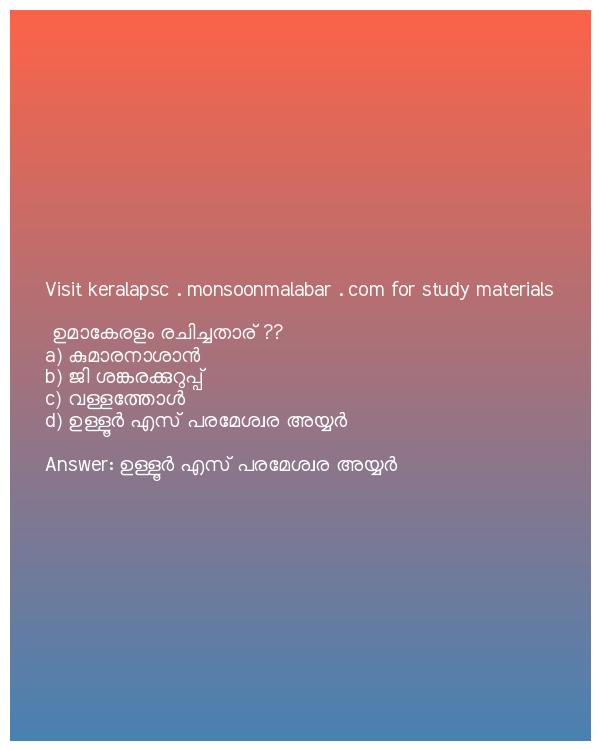 Visit keralapsc . monsoonmalabar . com for study materials
ഉമാകേരളം രചിച്ചതാര് ??
a) കുമാരനാശാൻ
b) ജി ശങ്കരക്കുറുപ്പ്
c) വള്ളത്തോൾ
d) ഉള്ളൂർ എസ് പരമേശ്വര അയ്യർ
Answer: ഉള്ളൂർ എസ് പരമേശ്വര അയ്യർ